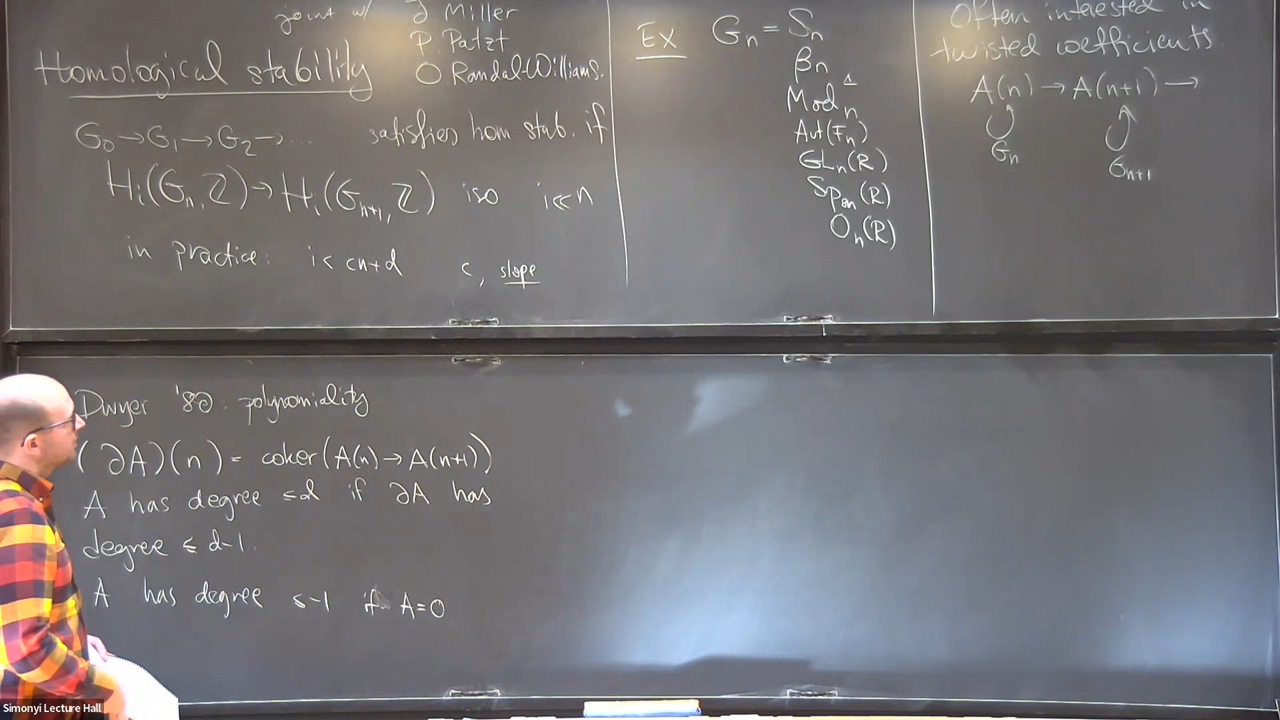 joint w/ J Miller
P. Patzt
O Randal-Williams.
Homological stability
G₀→G₁→G₂→... satisfies hom stab. if
Hᵢ(Gₙ, ℤ)→Hᵢ(Gₙ₊₁, ℤ) iso i≪n
in practice: i< cn+d c, slope
EX Gₙ = Sₙ
βₙ
Modₙ¹
Aut(Fₙ)
GLₙ(R)
Sp₂ₙ(R)
Oₙ(R)
Often interested in
twisted coefficients
A(n)→A(n+1)→
Gₙ Gₙ₊₁
Dwyer '80. polynomiality
(∂A)(n) = coker(A(n)→A(n+1))
A has degree ≤d if ∂A has
degree ≤ d-1.
A has degree ≤-1 if A=0
Simonyi Lecture Hall